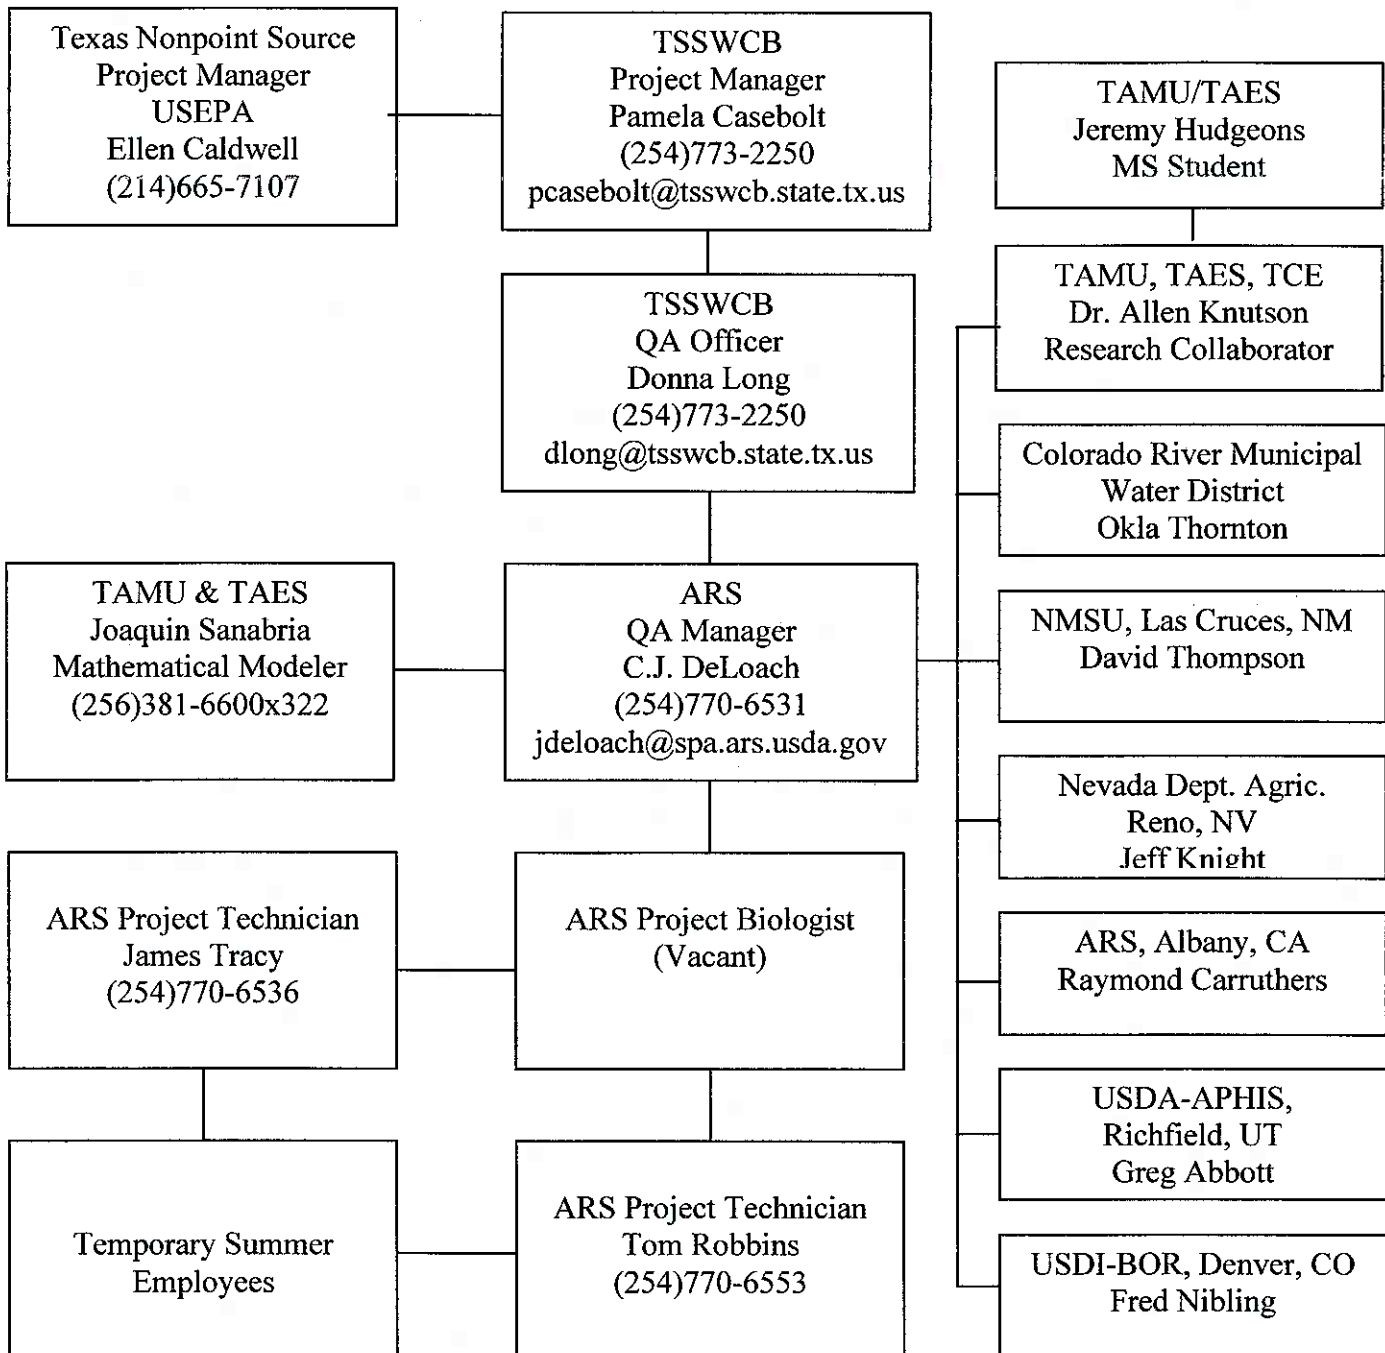 Texas Nonpoint Source
Project Manager
USEPA
Ellen Caldwell
(214)665-7107
TSSWCB
Project Manager
Pamela Casebolt
(254)773-2250
pcasebolt@tsswcb.state.tx.us
TAMU/TAES
Jeremy Hudgeons
MS Student
TSSWCB
QA Officer
Donna Long
(254)773-2250
dlong@tsswcb.state.tx.us
TAMU, TAES, TCE
Dr. Allen Knutson
Research Collaborator
Colorado River Municipal
Water District
Okla Thornton
TAMU & TAES
Joaquin Sanabria
Mathematical Modeler
(256)381-6600x322
ARS
QA Manager
C.J. DeLoach
(254)770-6531
jdeloach@spa.ars.usda.gov
NMSU, Las Cruces, NM
David Thompson
Nevada Dept. Agric.
Reno, NV
Jeff Knight
ARS Project Technician
James Tracy
(254)770-6536
ARS Project Biologist
(Vacant)
ARS, Albany, CA
Raymond Carruthers
USDA-APHIS,
Richfield, UT
Greg Abbott
Temporary Summer
Employees
ARS Project Technician
Tom Robbins
(254)770-6553
USDI-BOR, Denver, CO
Fred Nibling